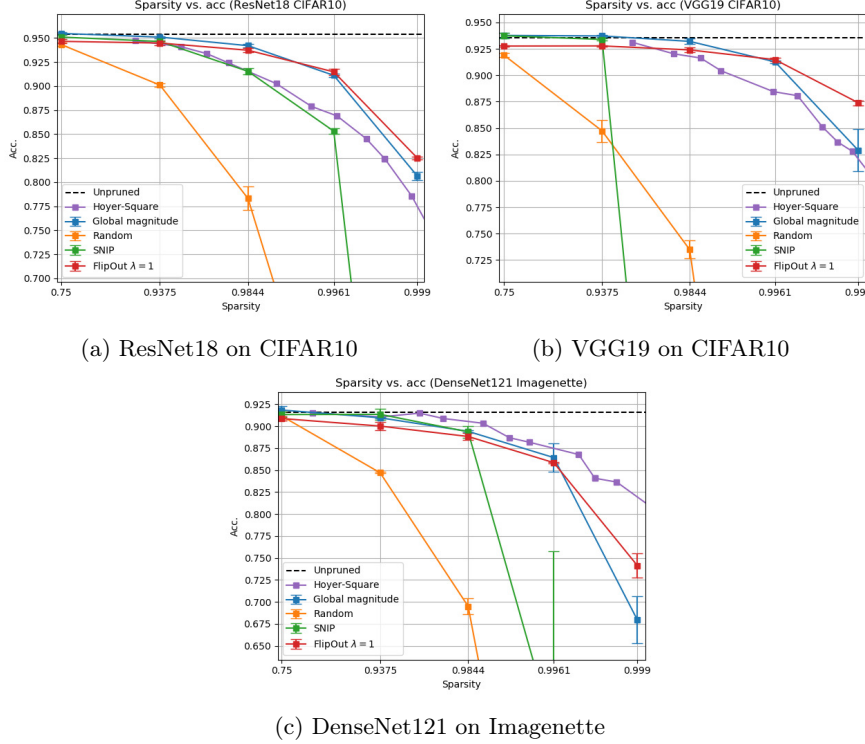 Sparsity vs. acc (ResNet18 CIFAR10)
0.950
0.925
0.900
0.875
0.850
0.825
0.800
0.775
0.750
0.725
0.700
Acc.
Unpruned
Hoyer-Square
Global magnitude
Random
SNIP
FlipOut λ = 1
0.75 0.9375 0.9844 0.9961 0.999
Sparsity
(a) ResNet18 on CIFAR10
Sparsity vs. acc (VGG19 CIFAR10)
0.950
0.925
0.900
0.875
0.850
0.825
0.800
0.775
0.750
0.725
Acc.
Unpruned
Hoyer-Square
Global magnitude
Random
SNIP
FlipOut λ = 1
0.75 0.9375 0.9844 0.9961 0.99
Sparsity
(b) VGG19 on CIFAR10
Sparsity vs. acc (DenseNet121 Imagenette)
0.925
0.900
0.875
0.850
0.825
0.800
0.775
0.750
0.725
0.700
0.675
0.650
Acc.
Unpruned
Hoyer-Square
Global magnitude
Random
SNIP
FlipOut λ = 1
0.75 0.9375 0.9844 0.9961 0.999
Sparsity
(c) DenseNet121 on Imagenette